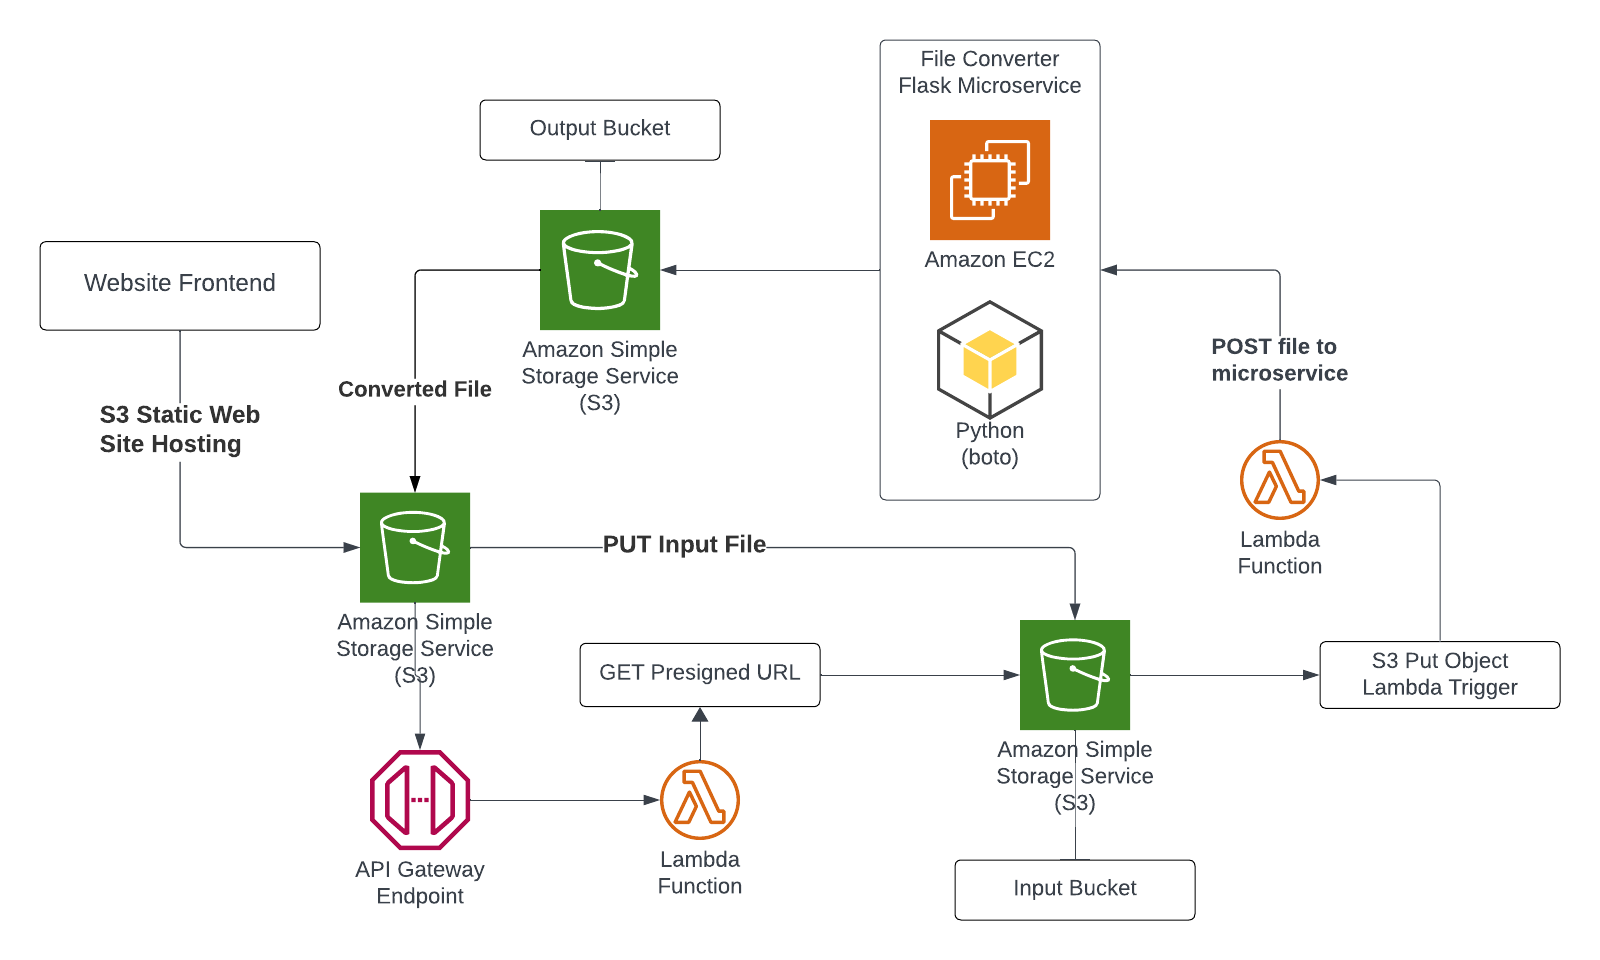 File Converter
Flask Microservice
Output Bucket
Amazon EC2
Website Frontend
Amazon Simple
Storage Service
(S3)
POST file to
microservice
Converted File
S3 Static Web
Site Hosting
Python
(boto)
PUT Input File
Lambda
Function
Amazon Simple
Storage Service
(S3)
GET Presigned URL
S3 Put Object
Lambda Trigger
Amazon Simple
Storage Service
(S3)
API Gateway
Endpoint
Lambda
Function
Input Bucket